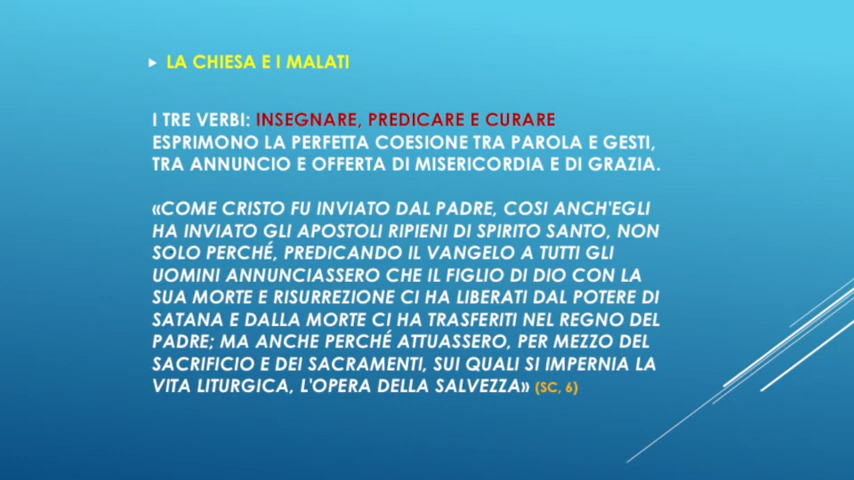 LA CHIESA E I MALATI
I TRE VERBI: INSEGNARE, PREDICARE E CURARE
ESPRIMONO LA PERFETTA COESIONE TRA PAROLA E GESTI,
TRA ANNUNCIO E OFFERTA DI MISERICORDIA E DI GRAZIA.
«COME CRISTO FU INVIATO DAL PADRE, COSI ANCH'EGLI
HA INVIATO GLI APOSTOLI RIPIENI DI SPIRITO SANTO, NON
SOLO PERCHÉ, PREDICANDO IL VANGELO A TUTTI GLI
UOMINI ANNUNCIASSERO CHE IL FIGLIO DI DIO CON LA
SUA MORTE E RISURREZIONE CI HA LIBERATI DAL POTERE DI
SATANA E DALLA MORTE CI HA TRASFERITI NEL REGNO DEL
PADRE; MA ANCHE PERCHÉ ATTUASSERO, PER MEZZO DEL
SACRIFICIO E DEI SACRAMENTI, SUI QUALI SI IMPERNIA LA
VITA LITURGICA, L'OPERA DELLA SALVEZZA» (SC, 6)